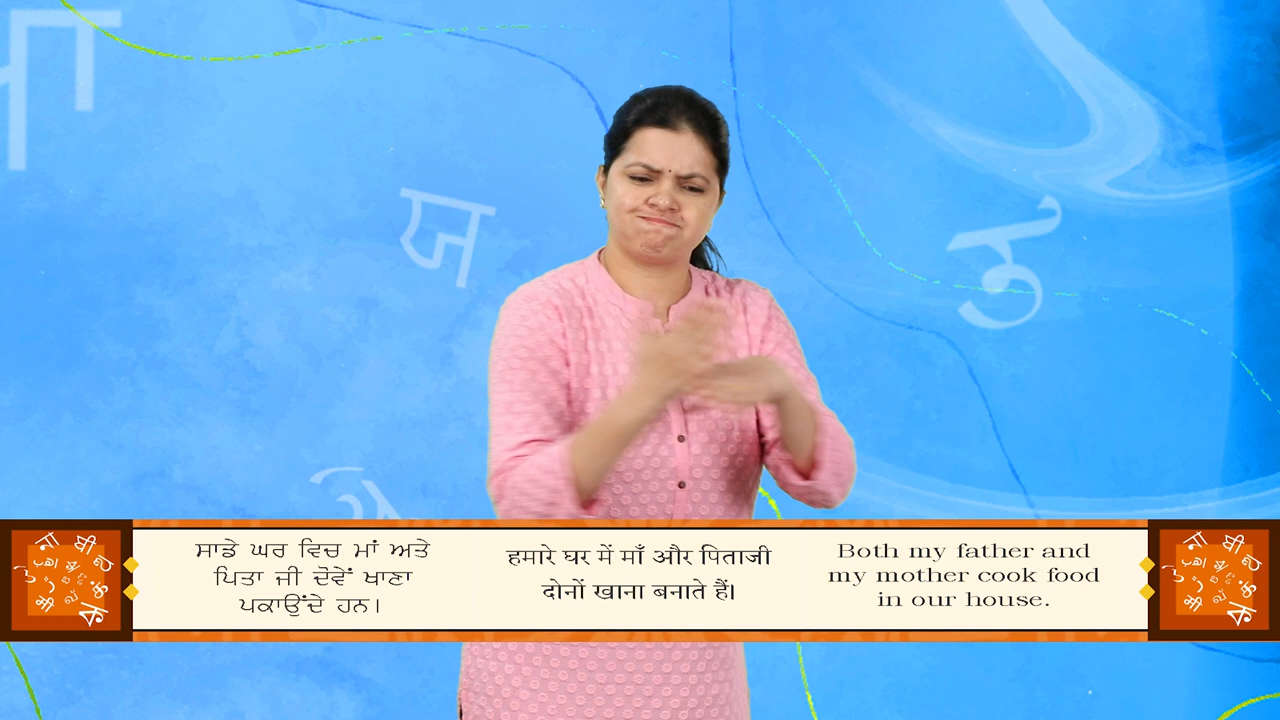 ਸਾਡੇ ਘਰ ਵਿਚ ਮਾਂ ਅਤੇ
ਪਿਤਾ ਜੀ ਦੋਵੇਂ ਖਾਣਾ
ਪਕਾਉਂਦੇ ਹਨ।
हमारे घर में माँ और पिताजी
दोनों खाना बनाते हैं।
Both my father and
my mother cook food
in our house.